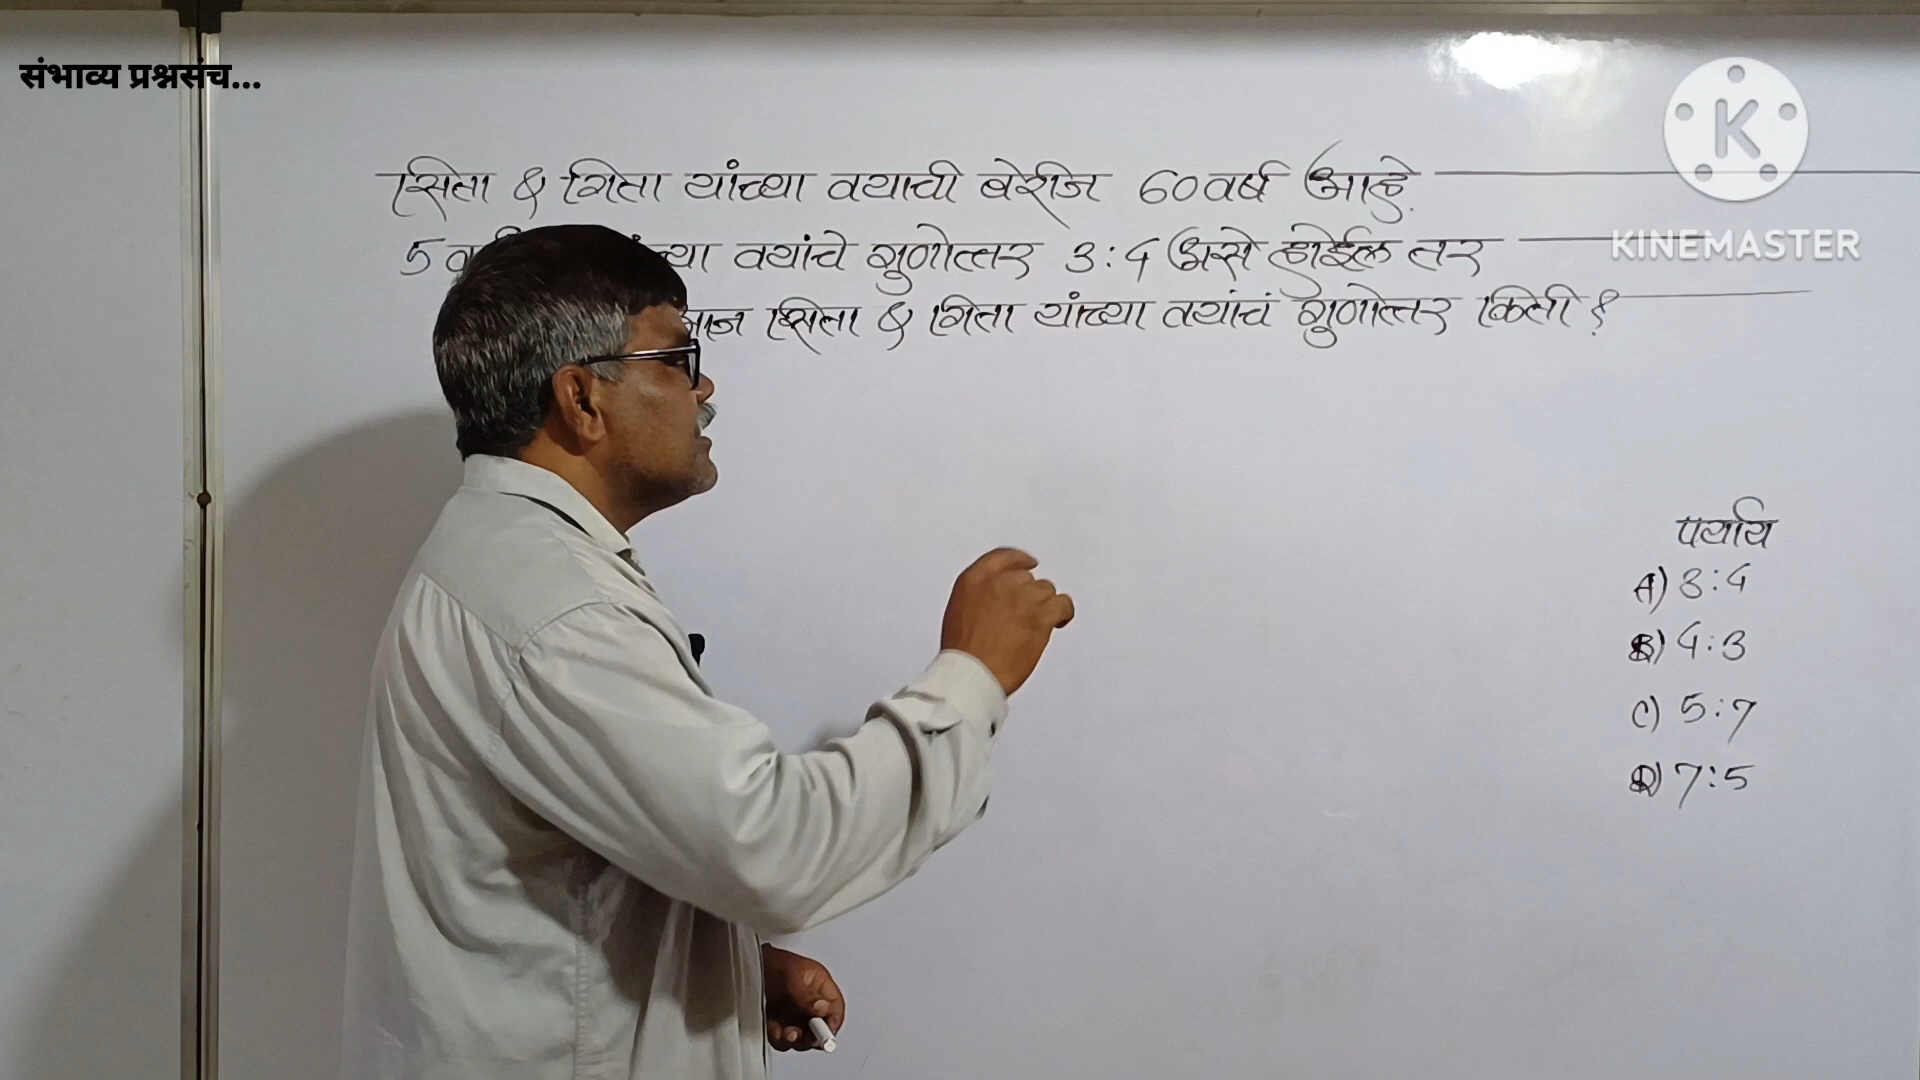 संभाव्य प्रश्नसंच...
KINEMASTER
सिता & गिता यांच्या वयाची बेरीज 60 वर्ष आहे.
5 वयांचे गुणोत्तर 3:4 असे होईल तर
आज सिता & गिता यांच्या वयांचं गुणोत्तर किती?
पर्याय
A) 3:4
B) 4:3
C) 5:7
D) 7:5